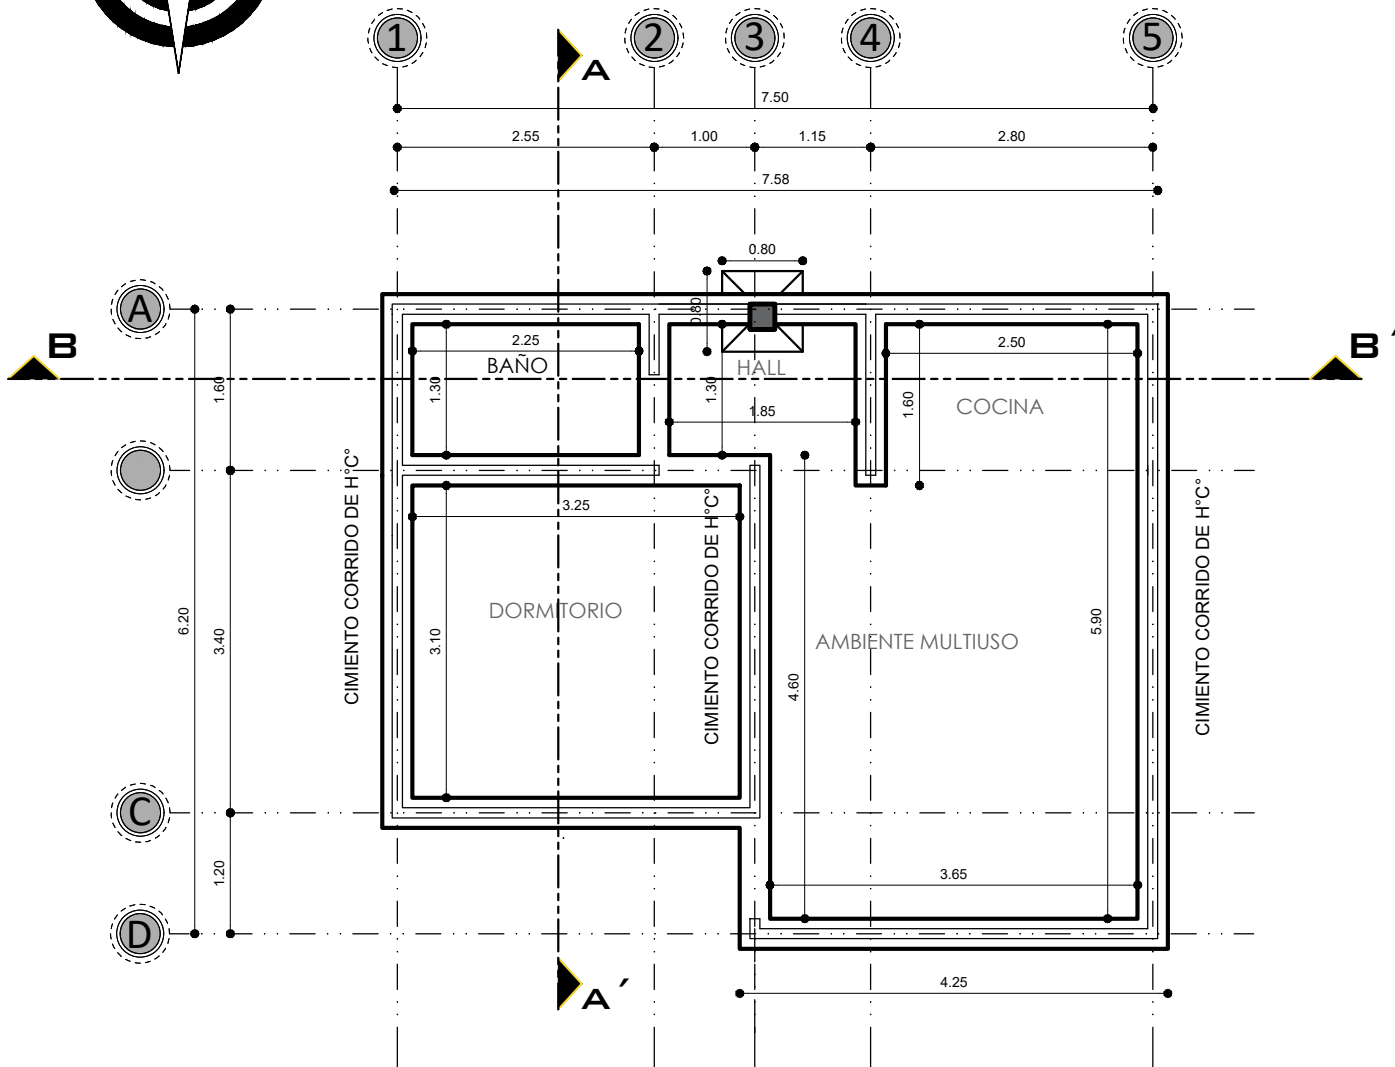 1 2 3 4 5
A
7.50
2.55 1.00 1.15 2.80
7.58
0.80
0.80
A
B
B´
2.25
BAÑO
HALL
2.50
1.60
1.30
1.30
1.85
1.60
COCINA
CIMIENTO CORRIDO DE H°C°
3.25
CIMIENTO CORRIDO DE H°C°
CIMIENTO CORRIDO DE H°C°
DORMITORIO
6.20
3.40
3.10
AMBIENTE MULTIUSO
5.90
4.60
C
1.20
3.65
D
A´
4.25